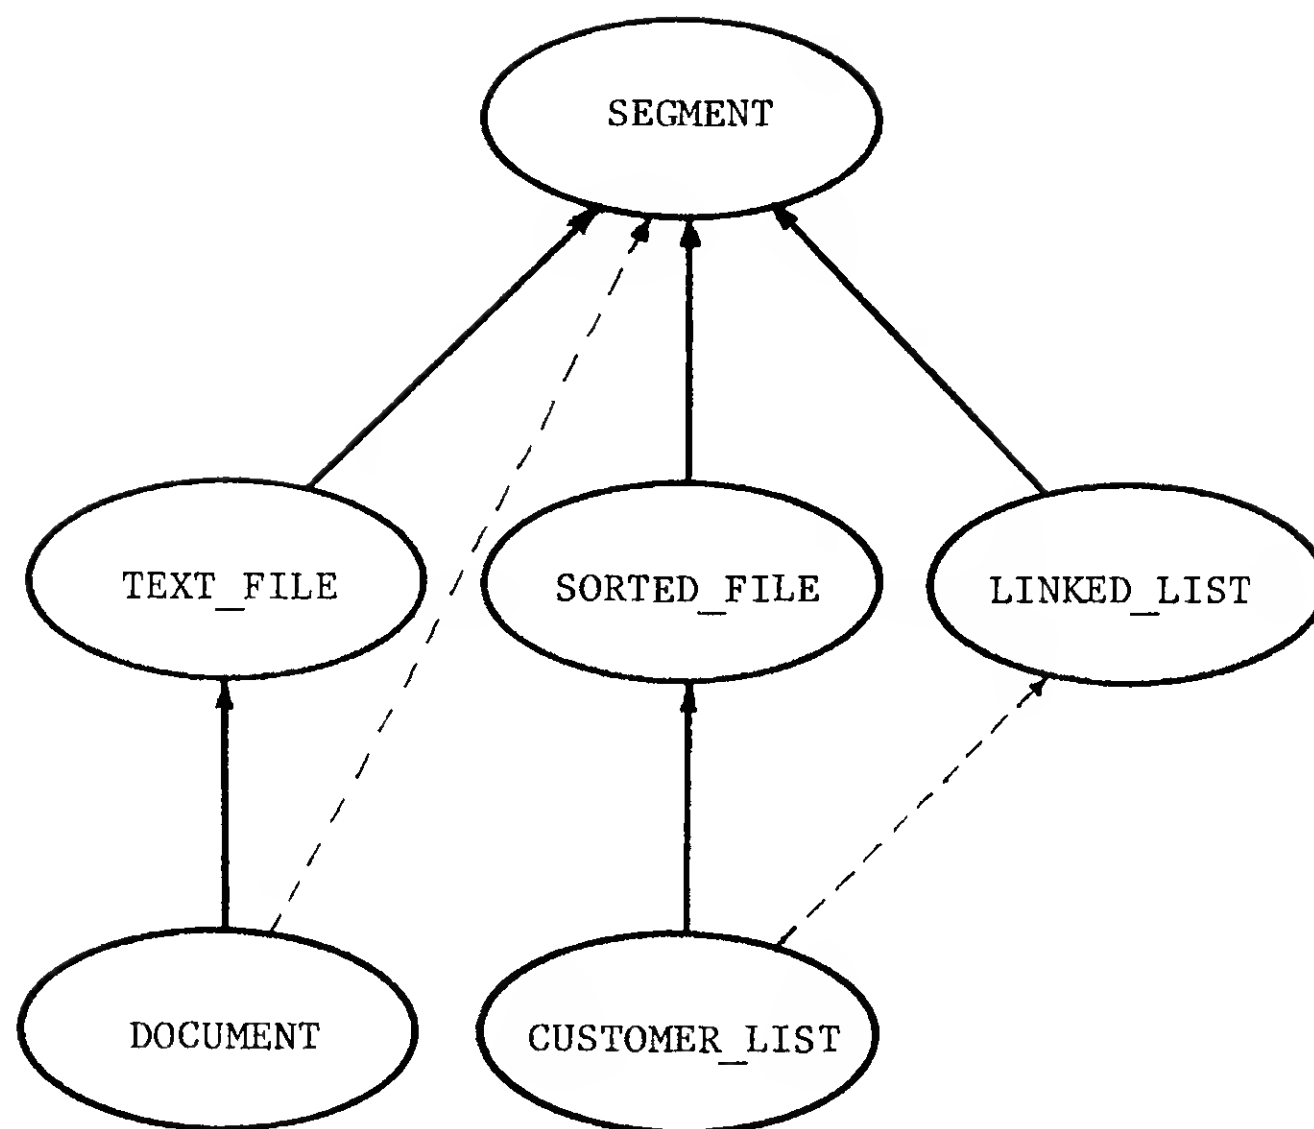 SEGMENT
TEXT_FILE
SORTED_FILE
LINKED_LIST
DOCUMENT
CUSTOMER_LIST